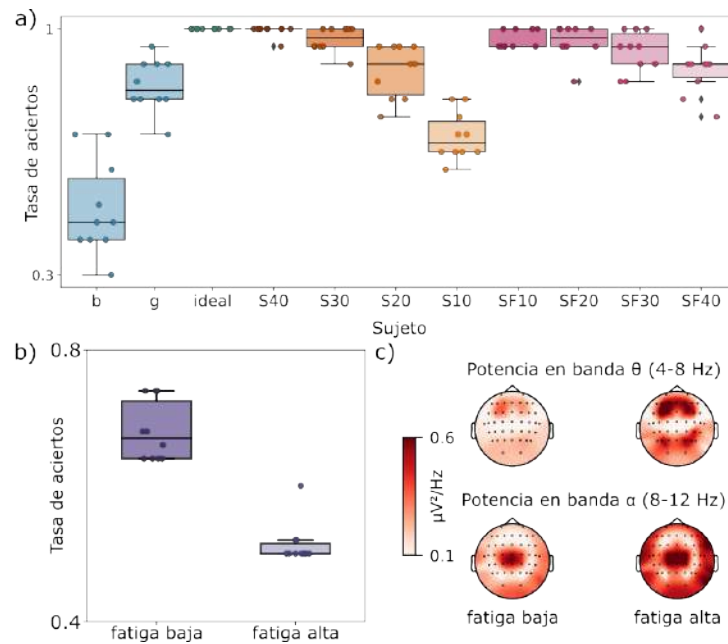 a)
1
Tasa de aciertos
0.3
b g ideal S40 S30 S20 S10 SF10 SF20 SF30 SF40
Sujeto
b)
0.8
Tasa de aciertos
0.4
fatiga baja fatiga alta
c)
Potencia en banda θ (4-8 Hz)
0.6
μV²/Hz
0.1
Potencia en banda α (8-12 Hz)
fatiga baja fatiga alta